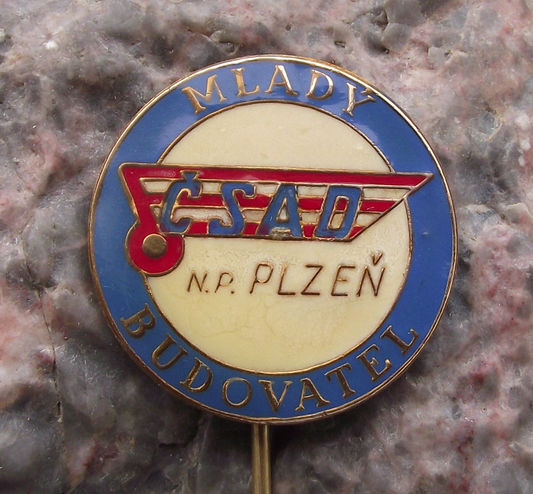 MLADÝ
ČSAD
N.P. PLZEŇ
BUDOVATEL